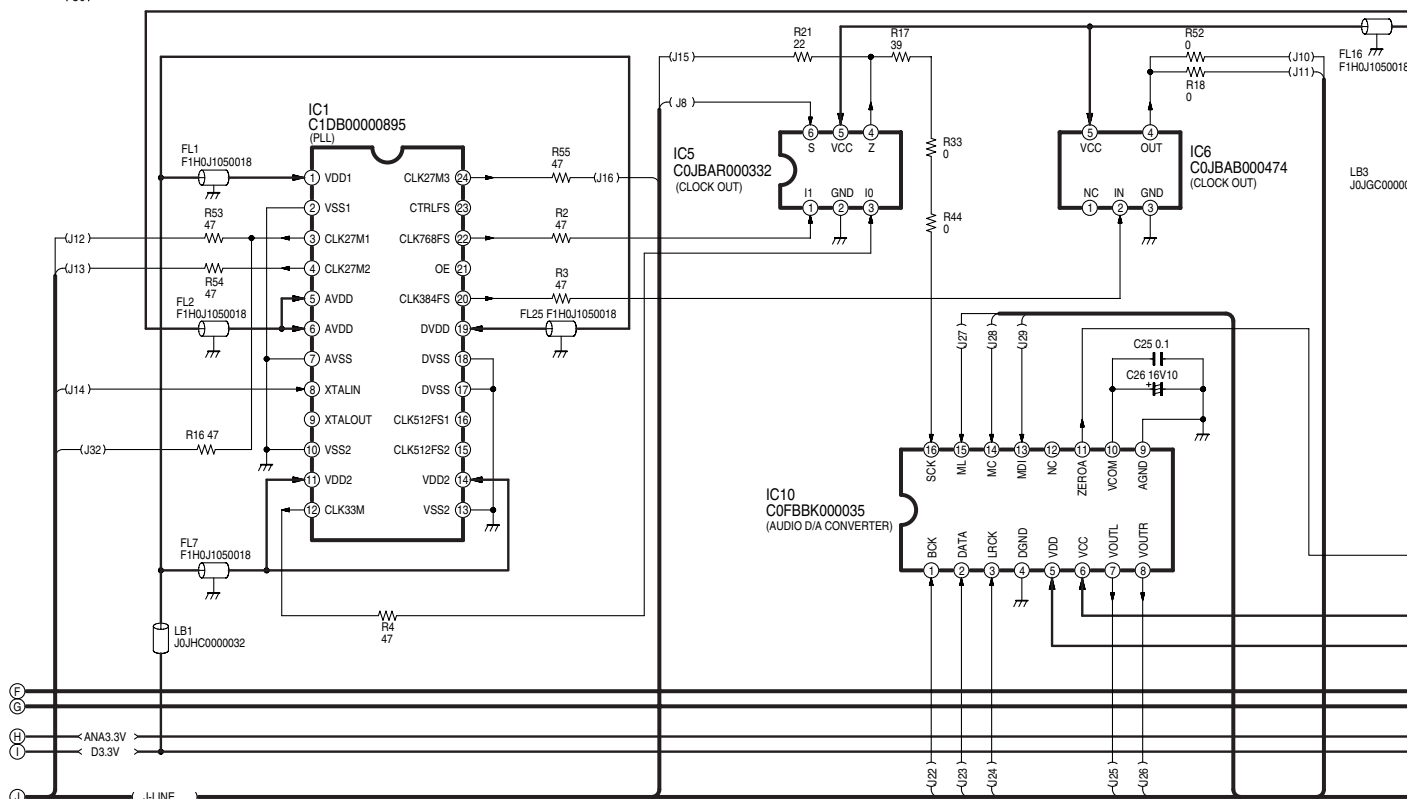 R21
22
R17
39
R52
0
(J15)
(J10)
(J11)
FL16
F1H0J1050018
R18
0
(J8)
IC1
C1DB00000895
(PLL)
FL1
F1H0J1050018
IC5
C0JBAR000332
(CLOCK OUT)
6 5 4
S VCC Z
I1 GND I0
1 2 3
R33
0
R44
0
5 4
VCC OUT
NC IN GND
1 2 3
IC6
C0JBAB000474
(CLOCK OUT)
LB3
R55
47
(J16)
R53
47
R2
47
(J12)
(J13)
R54
47
R3
47
FL2
F1H0J1050018
FL25 F1H0J1050018
1 VDD1 CLK27M3 24
2 VSS1 CTRLFS 23
3 CLK27M1 CLK768FS 22
4 CLK27M2 OE 21
5 AVDD CLK384FS 20
6 AVDD DVDD 19
7 AVSS DVSS 18
8 XTALIN DVSS 17
9 XTALOUT CLK512FS1 16
10 VSS2 CLK512FS2 15
11 VDD2 VDD2 14
12 CLK33M VSS2 13
(J14)
R16 47
(J32)
(J27)
(J28)
(J29)
C25 0.1
C26 16V10
+
16 15 14 13 12 11 10 9
SCK ML MC MDI NC ZEROA VCOM AGND
IC10
C0FBBK000035
(AUDIO D/A CONVERTER)
BCK DATA LRCK DGND VDD VCC VOUTL VOUTR
1 2 3 4 5 6 7 8
FL7
F1H0J1050018
R4
47
LB1
J0JHC0000032
F
G
H ANA3.3V
I D3.3V
(J22)
(J23)
(J24)
(J25)
(J26)
J (J-LINE)